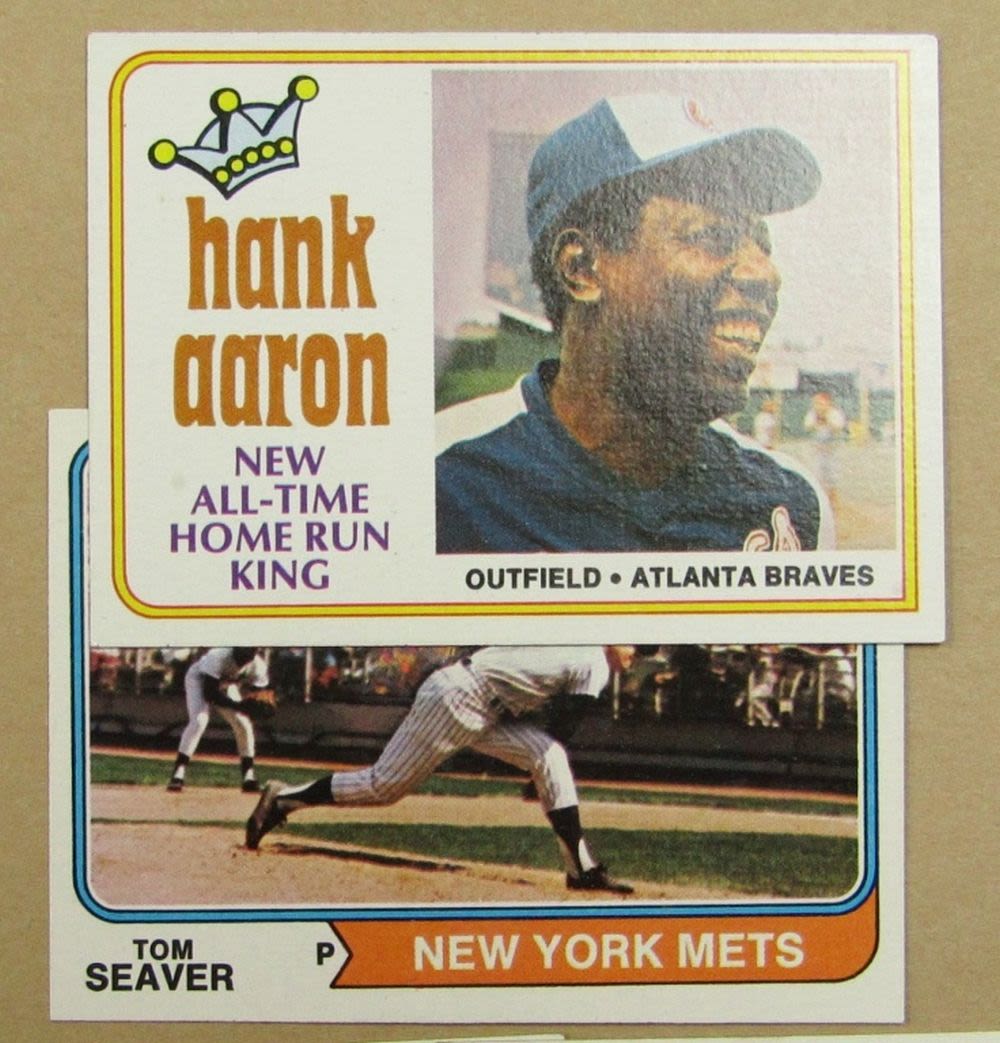 hank
aaron
NEW
ALL-TIME
HOME RUN
KING
OUTFIELD • ATLANTA BRAVES
TOM
SEAVER
P
NEW YORK METS